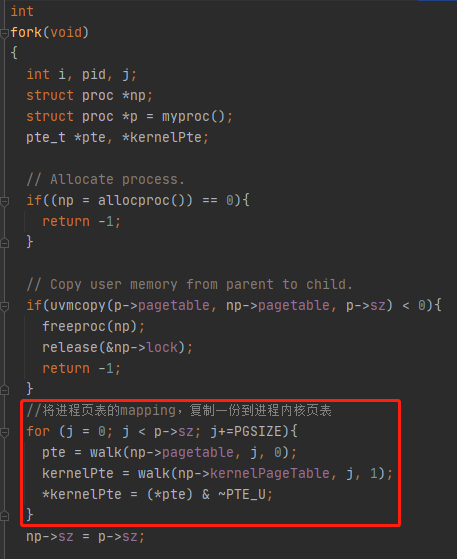 int
fork(void)
{
  int i, pid, j;
  struct proc *np;
  struct proc *p = myproc();
  pte_t *pte, *kernelPte;

  // Allocate process.
  if((np = allocproc()) == 0){
    return -1;
  }

  // Copy user memory from parent to child.
  if(uvmcopy(p->pagetable, np->pagetable, p->sz) < 0){
    freeproc(np);
    release(&np->lock);
    return -1;
  }
  //将进程页表的mapping，复制一份到进程内核页表
  for (j = 0; j < p->sz; j+=PGSIZE){
    pte = walk(np->pagetable, j, 0);
    kernelPte = walk(np->kernelPageTable, j, 1);
    *kernelPte = (*pte) & ~PTE_U;
  }
  np->sz = p->sz;